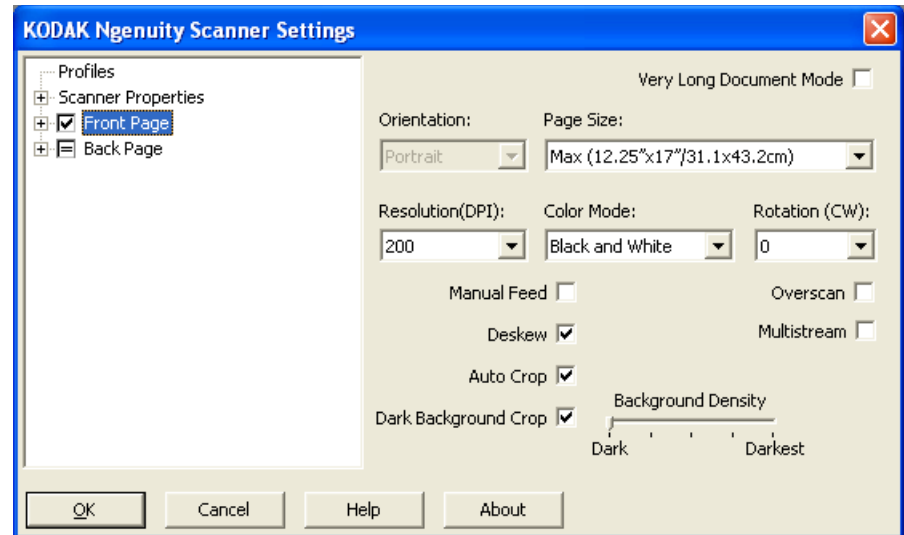 KODAK Ngenuity Scanner Settings
Profiles
Scanner Properties
Front Page
Back Page
Very Long Document Mode
Orientation: Page Size:
Portrait Max (12.25"x17"/31.1x43.2cm)
Resolution(DPI): Color Mode: Rotation (CW):
200 Black and White 0
Manual Feed Overscan
Deskew Multistream
Auto Crop
Dark Background Crop Background Density
Dark Darkest
OK Cancel Help About